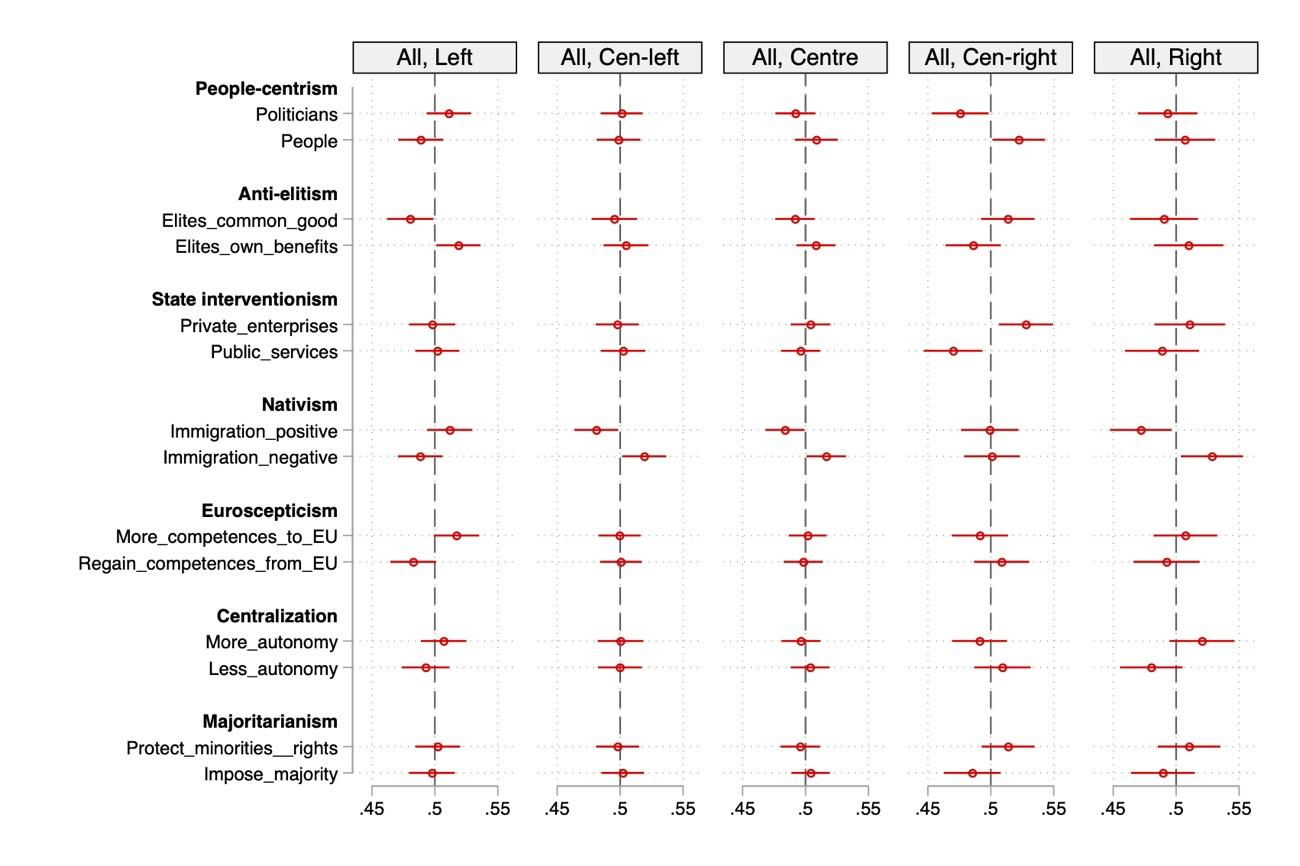 All, Left All, Cen-left All, Centre All, Cen-right All, Right
People-centrism
Politicians
People
Anti-elitism
Elites_common_good
Elites_own_benefits
State interventionism
Private_enterprises
Public_services
Nativism
Immigration_positive
Immigration_negative
Euroscepticism
More_competences_to_EU
Regain_competences_from_EU
Centralization
More_autonomy
Less_autonomy
Majoritarianism
Protect_minorities__rights
Impose_majority
.45 .5 .55 .45 .5 .55 .45 .5 .55 .45 .5 .55 .45 .5 .55